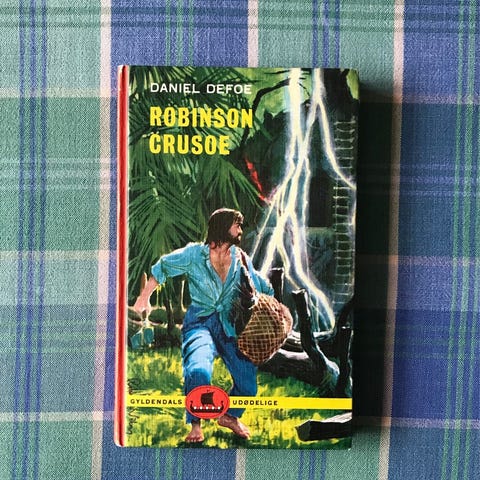 DANIEL DEFOE
ROBINSON
CRUSOE
GYLDENDALS UDØDELIGE